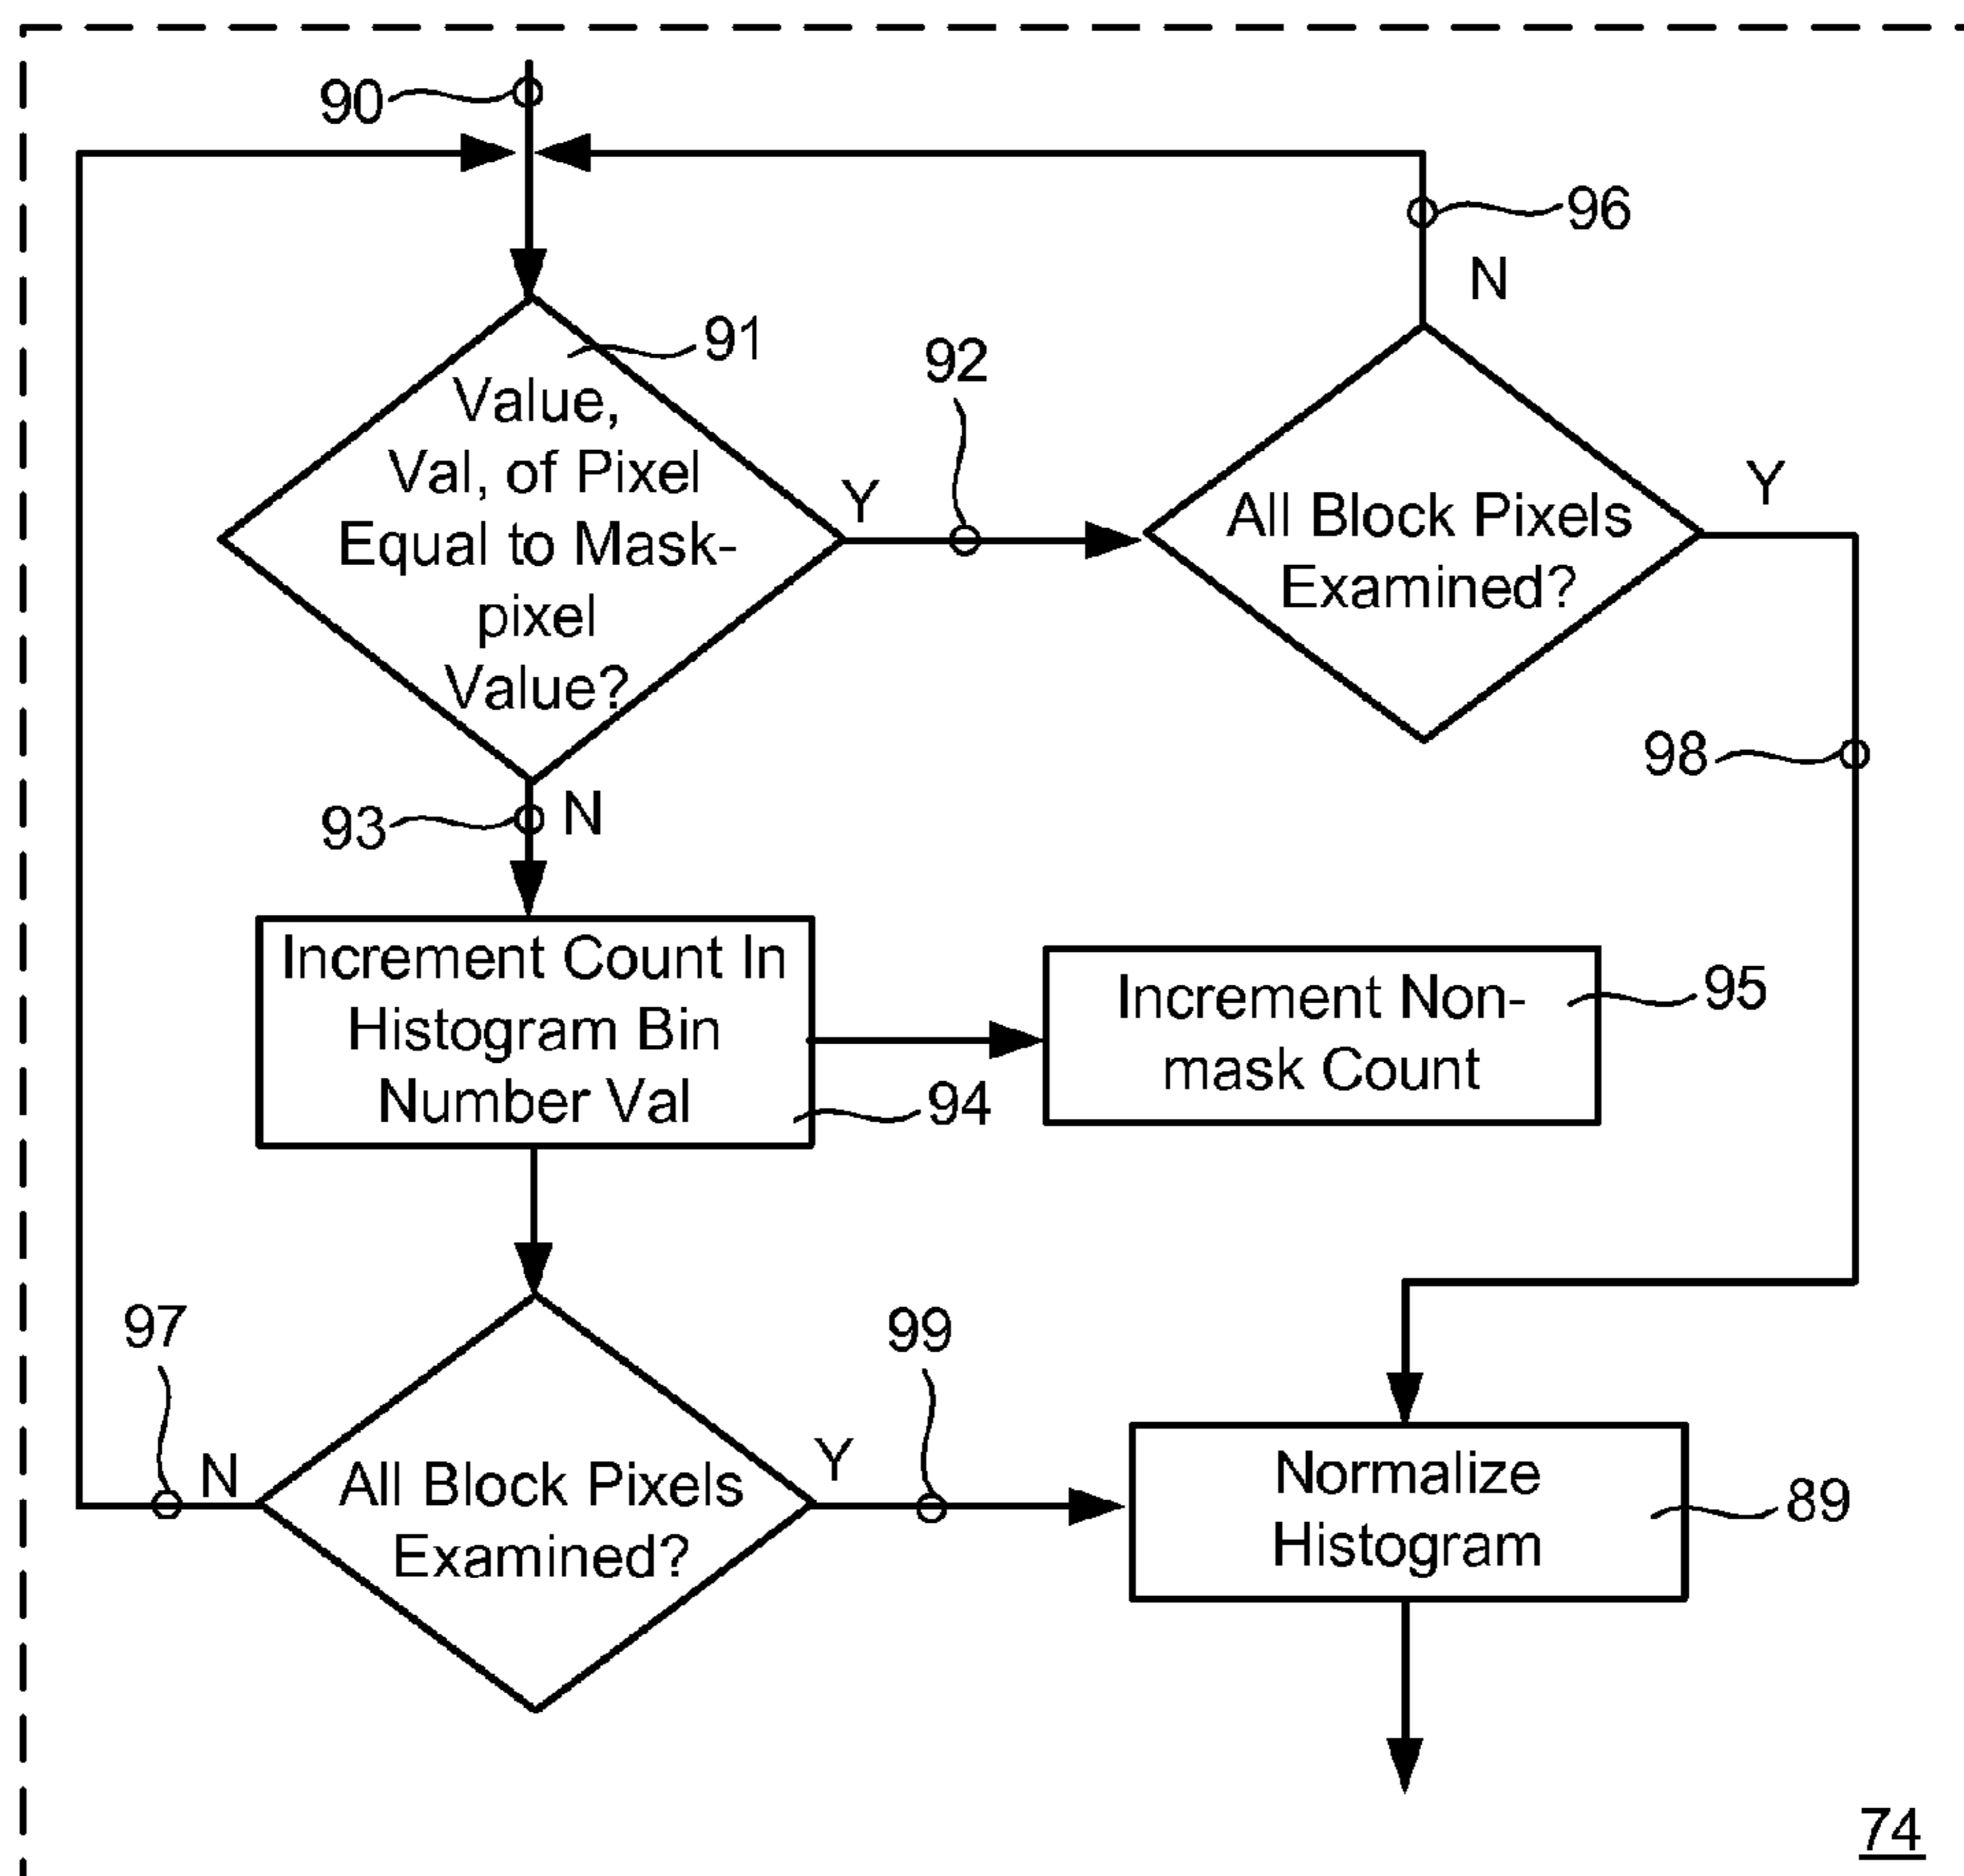 90
96
N
91
92
Value,
Val, of Pixel
Equal to Mask-
pixel
Value?
Y
All Block Pixels
Examined?
Y
98
93
N
Increment Count In
Histogram Bin
Number Val
94
Increment Non-
mask Count
95
97
N
All Block Pixels
Examined?
Y
99
Normalize
Histogram
89
74